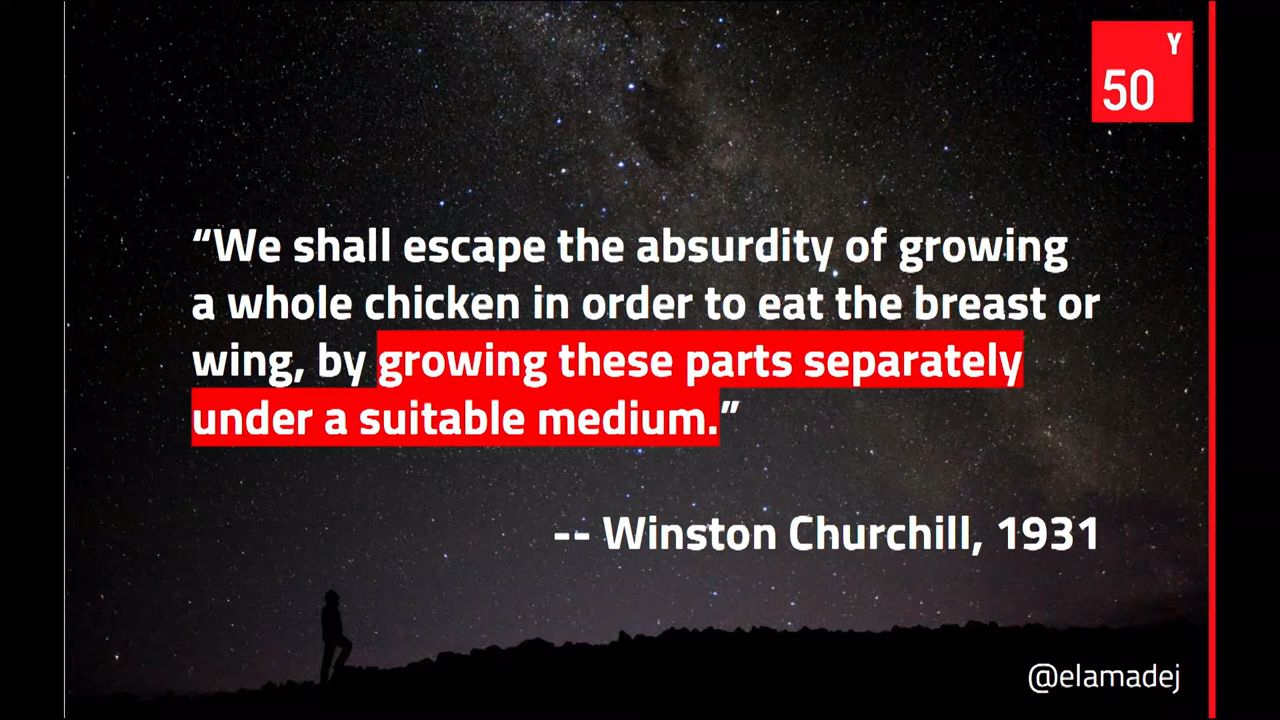 Y
50
“We shall escape the absurdity of growing
a whole chicken in order to eat the breast or
wing, by growing these parts separately
under a suitable medium.”
-- Winston Churchill, 1931
@elamadej